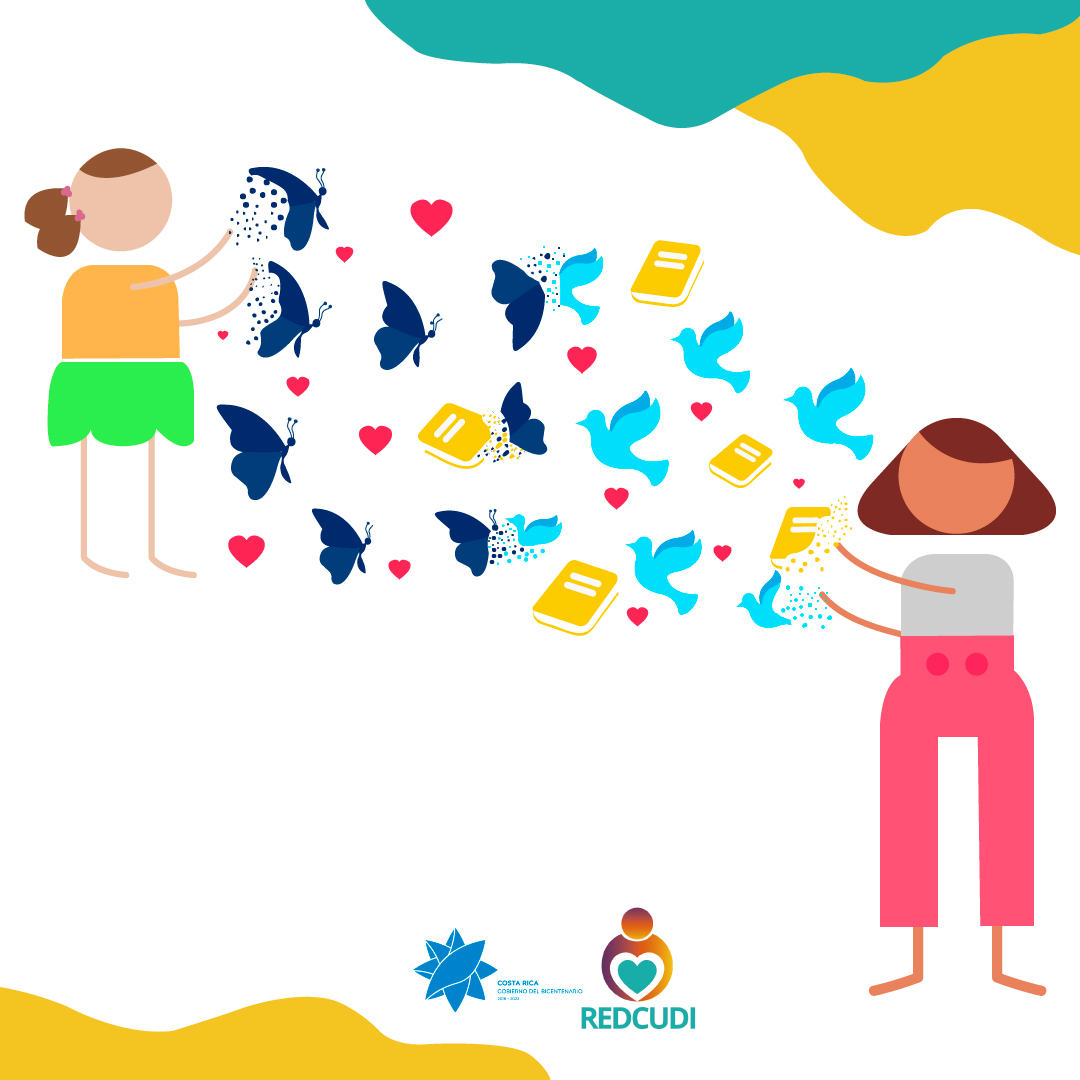 COSTA RICA
GOBIERNO DEL BICENTENARIO
2018 - 2022
REDCUDI